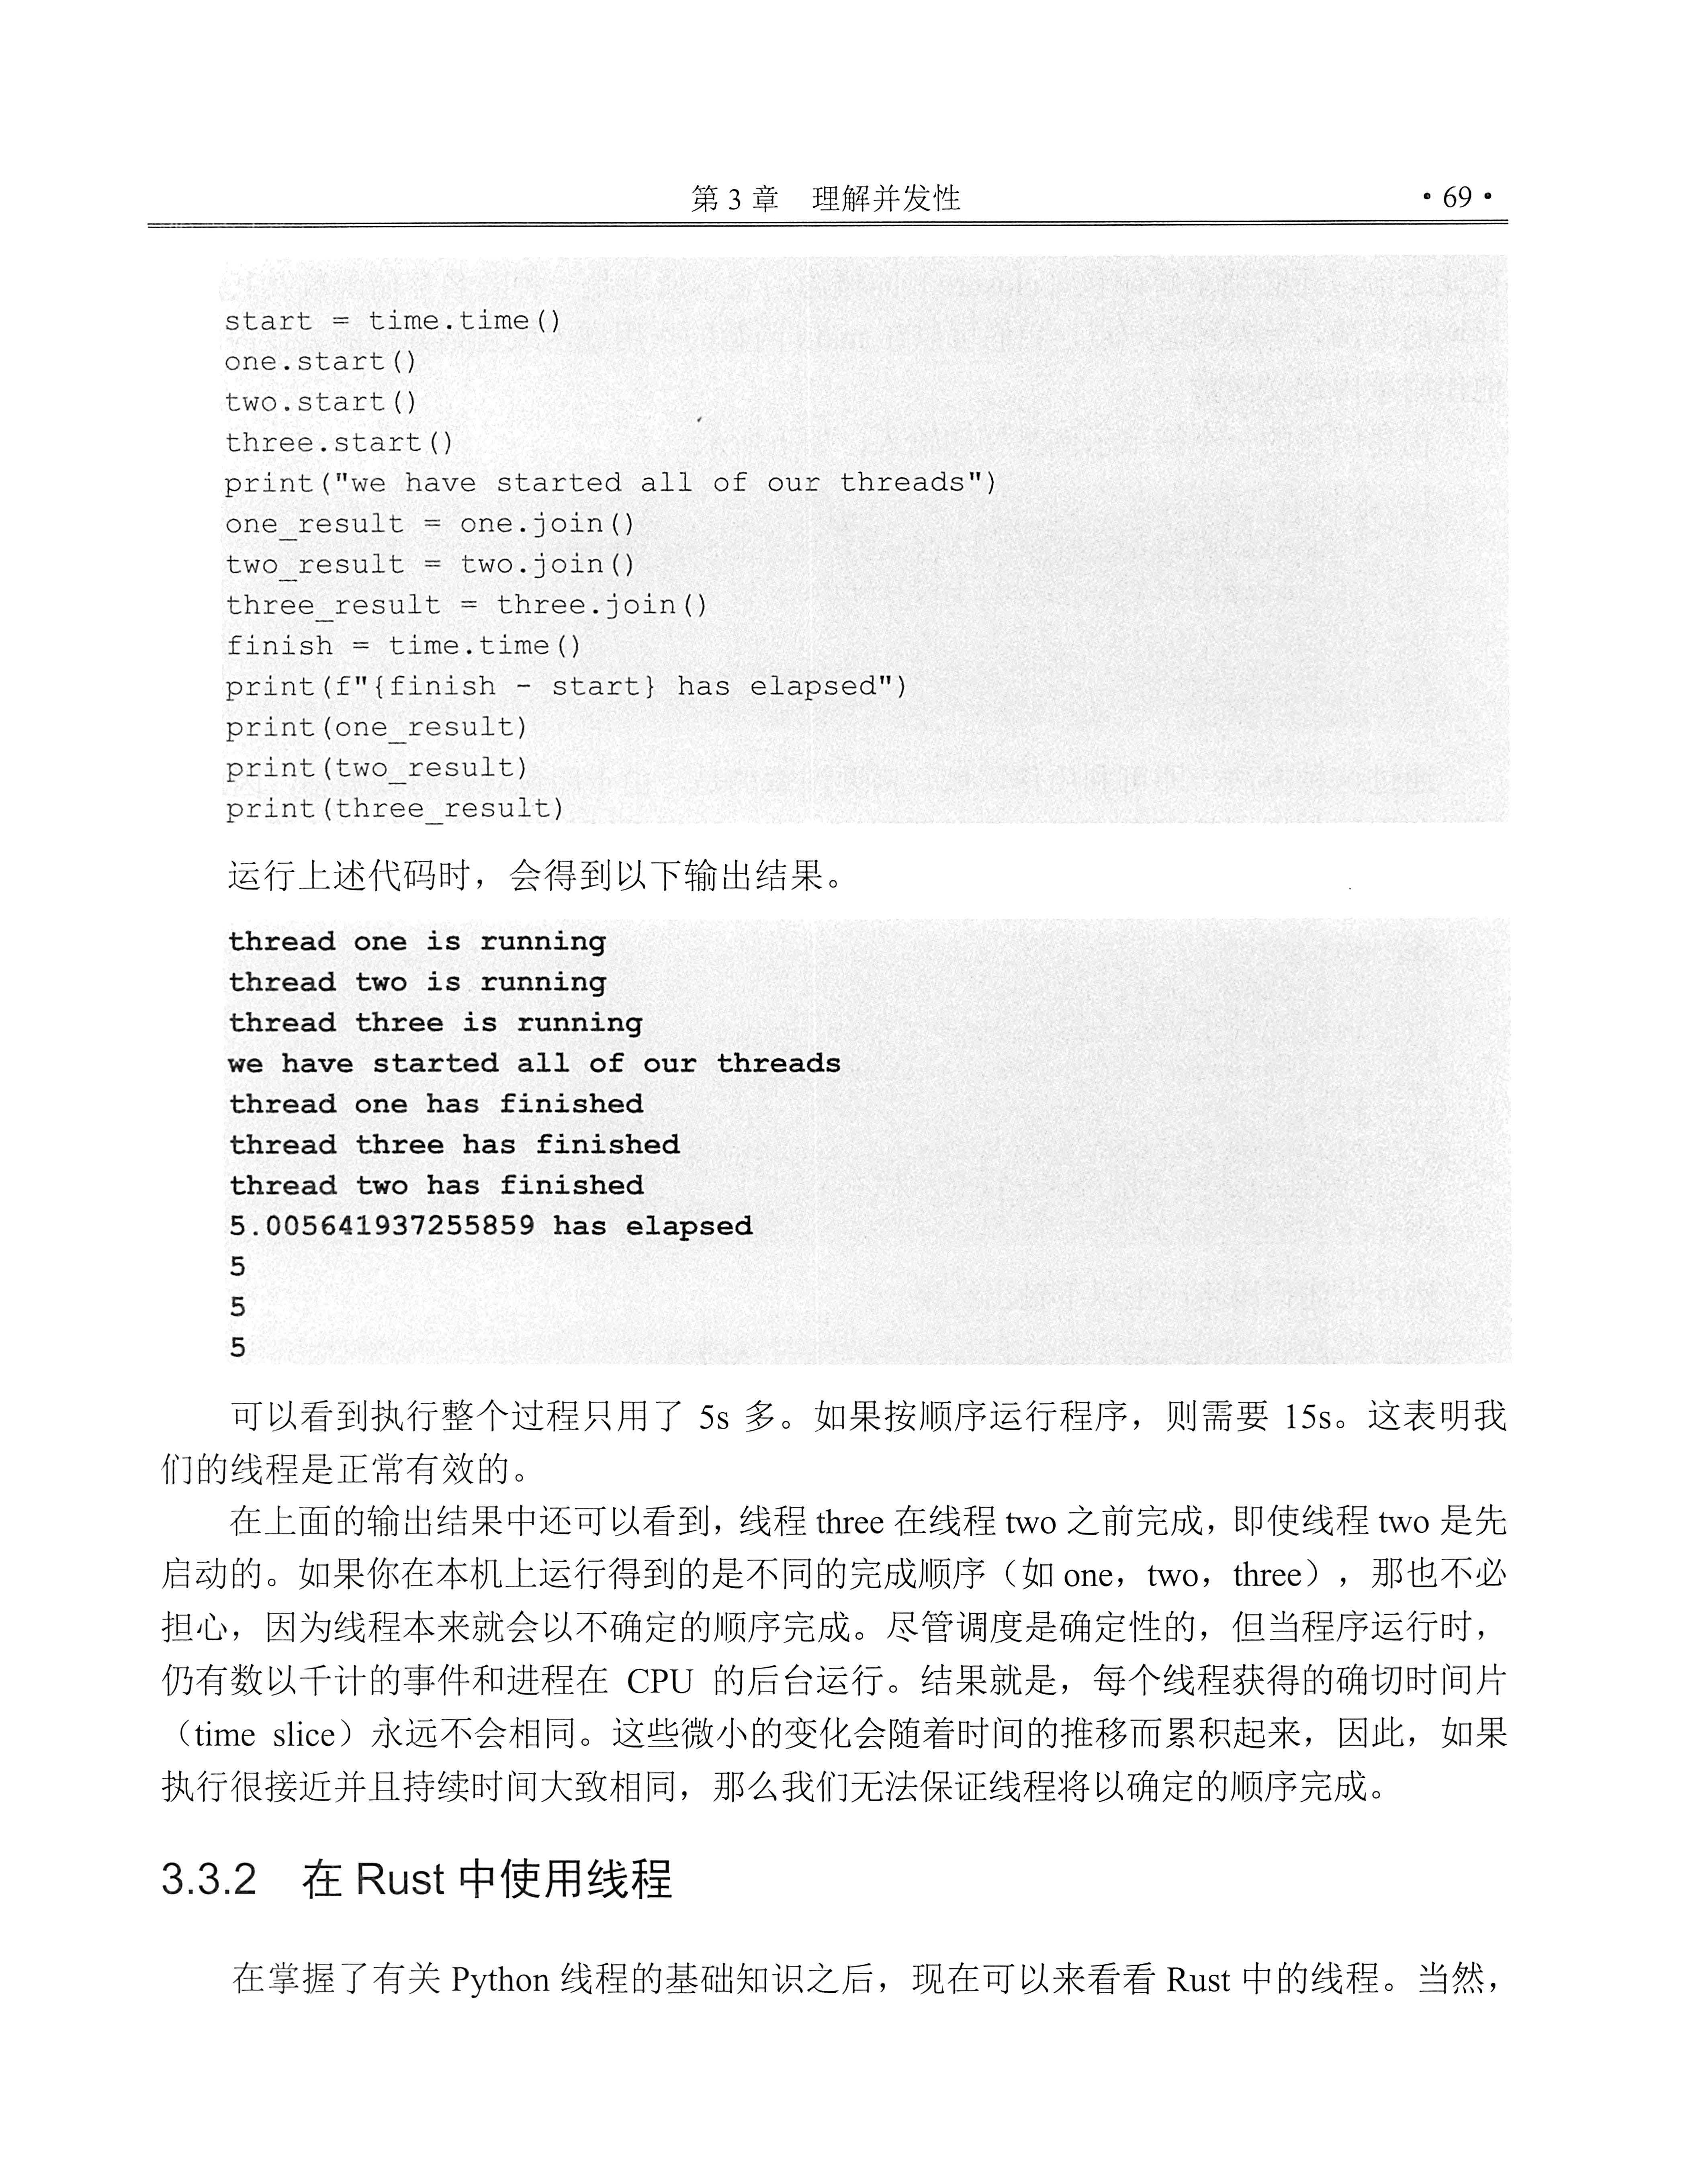 第 3 章 理解并发性 • 69 •
start = time.time()
one.start()
two.start()
three.start()
print("we have started all of our threads")
one_result = one.join()
two_result = two.join()
three_result = three.join()
finish = time.time()
print(f"{finish - start} has elapsed")
print(one_result)
print(two_result)
print(three_result)
运行上述代码时，会得到以下输出结果。
thread one is running
thread two is running
thread three is running
we have started all of our threads
thread one has finished
thread three has finished
thread two has finished
5.005641937255859 has elapsed
5
5
5
可以看到执行整个过程只用了 5s 多。如果按顺序运行程序，则需要 15s。这表明我
们的线程是正常有效的。
在上面的输出结果中还可以看到，线程 three 在线程 two 之前完成，即使线程 two 是先
启动的。如果你在本机上运行得到的是不同的完成顺序（如 one，two，three），那也不必
担心，因为线程本来就会以不确定的顺序完成。尽管调度是确定性的，但当程序运行时，
仍有数以千计的事件和进程在 CPU 的后台运行。结果就是，每个线程获得的确切时间片
（time slice）永远不会相同。这些微小的变化会随着时间的推移而累积起来，因此，如果
执行很接近并且持续时间大致相同，那么我们无法保证线程将以确定的顺序完成。
3.3.2 在 Rust 中使用线程
在掌握了有关 Python 线程的基础知识之后，现在可以来看看 Rust 中的线程。当然，